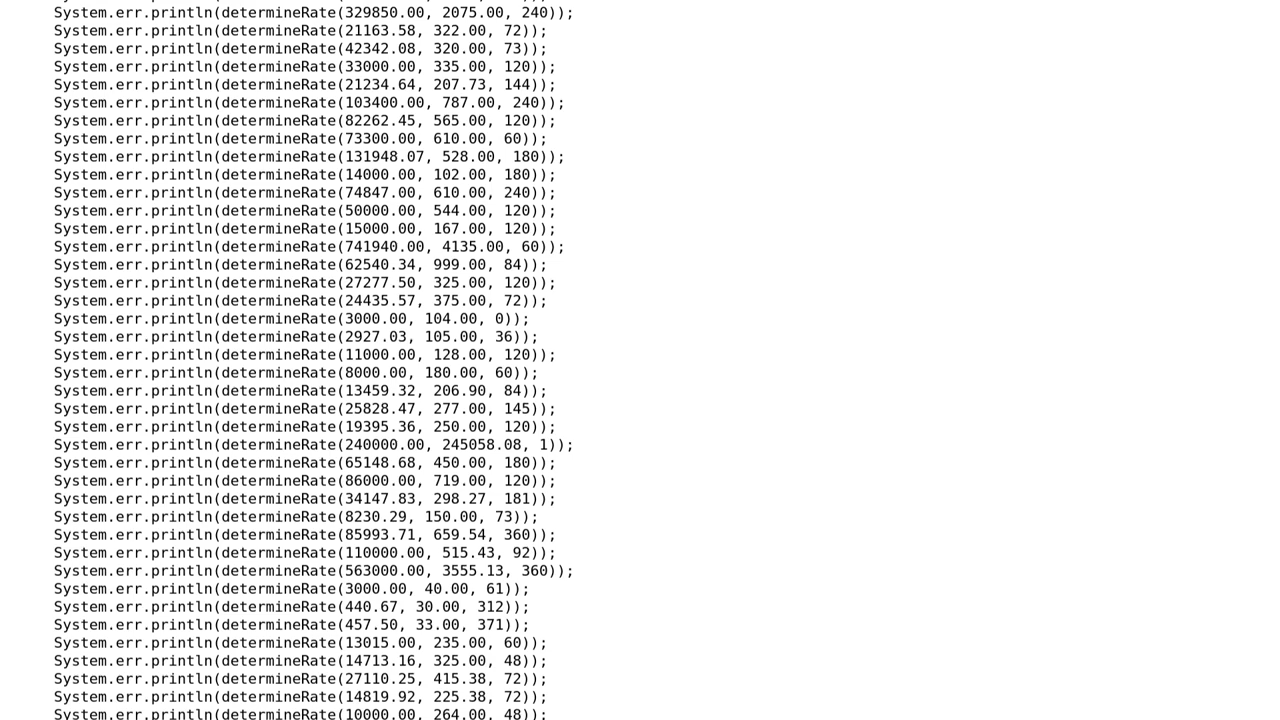 System.err.println(determineRate(329850.00, 2075.00, 240));
System.err.println(determineRate(21163.58, 322.00, 72));
System.err.println(determineRate(42342.08, 320.00, 73));
System.err.println(determineRate(33000.00, 335.00, 120));
System.err.println(determineRate(21234.64, 207.73, 144));
System.err.println(determineRate(103400.00, 787.00, 240));
System.err.println(determineRate(82262.45, 565.00, 120));
System.err.println(determineRate(73300.00, 610.00, 60));
System.err.println(determineRate(131948.07, 528.00, 180));
System.err.println(determineRate(14000.00, 102.00, 180));
System.err.println(determineRate(74847.00, 610.00, 240));
System.err.println(determineRate(50000.00, 544.00, 120));
System.err.println(determineRate(15000.00, 167.00, 120));
System.err.println(determineRate(741940.00, 4135.00, 60));
System.err.println(determineRate(62540.34, 999.00, 84));
System.err.println(determineRate(27277.50, 325.00, 120));
System.err.println(determineRate(24435.57, 375.00, 72));
System.err.println(determineRate(3000.00, 104.00, 0));
System.err.println(determineRate(2927.03, 105.00, 36));
System.err.println(determineRate(11000.00, 128.00, 120));
System.err.println(determineRate(8000.00, 180.00, 60));
System.err.println(determineRate(13459.32, 206.90, 84));
System.err.println(determineRate(25828.47, 277.00, 145));
System.err.println(determineRate(19395.36, 250.00, 120));
System.err.println(determineRate(240000.00, 245058.08, 1));
System.err.println(determineRate(65148.68, 450.00, 180));
System.err.println(determineRate(86000.00, 719.00, 120));
System.err.println(determineRate(34147.83, 298.27, 181));
System.err.println(determineRate(8230.29, 150.00, 73));
System.err.println(determineRate(85993.71, 659.54, 360));
System.err.println(determineRate(110000.00, 515.43, 92));
System.err.println(determineRate(563000.00, 3555.13, 360));
System.err.println(determineRate(3000.00, 40.00, 61));
System.err.println(determineRate(440.67, 30.00, 312));
System.err.println(determineRate(457.50, 33.00, 371));
System.err.println(determineRate(13015.00, 235.00, 60));
System.err.println(determineRate(14713.16, 325.00, 48));
System.err.println(determineRate(27110.25, 415.38, 72));
System.err.println(determineRate(14819.92, 225.38, 72));
System.err.println(determineRate(10000.00, 264.00, 48));